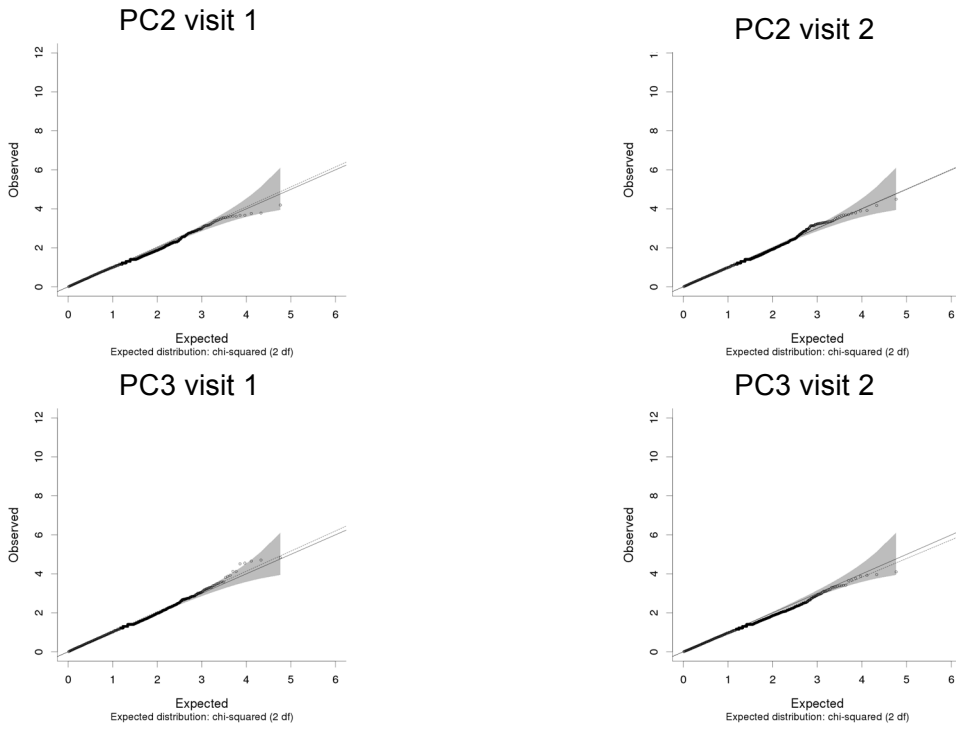 PC2 visit 1
12
10
8
6
4
2
0
Observed
0 1 2 3 4 5 6
Expected
Expected distribution: chi-squared (2 df)
PC2 visit 2
1
10
8
6
4
2
0
Observed
0 1 2 3 4 5 6
Expected
Expected distribution: chi-squared (2 df)
PC3 visit 1
12
10
8
6
4
2
0
Observed
0 1 2 3 4 5 6
Expected
Expected distribution: chi-squared (2 df)
PC3 visit 2
12
10
8
6
4
2
0
Observed
0 1 2 3 4 5 6
Expected
Expected distribution: chi-squared (2 df)